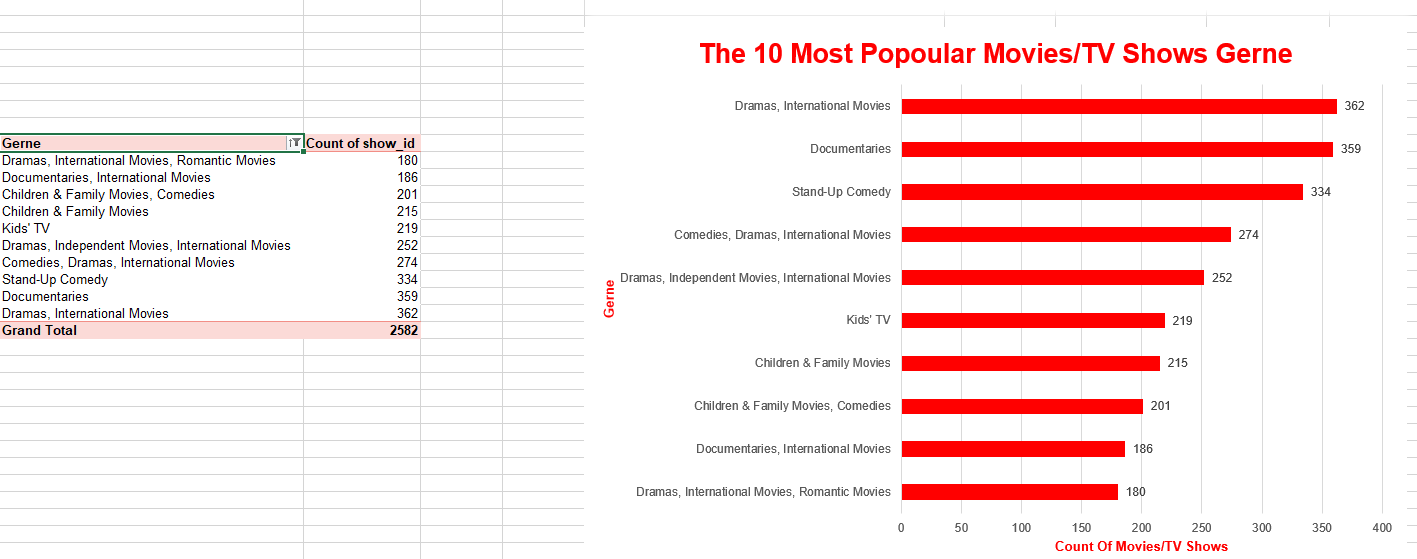 Gerne Count of show_id
Dramas, International Movies, Romantic Movies 180
Documentaries, International Movies 186
Children & Family Movies, Comedies 201
Children & Family Movies 215
Kids' TV 219
Dramas, Independent Movies, International Movies 252
Comedies, Dramas, International Movies 274
Stand-Up Comedy 334
Documentaries 359
Dramas, International Movies 362
Grand Total 2582
The 10 Most Popoular Movies/TV Shows Gerne
Gerne
Dramas, International Movies 362
Documentaries 359
Stand-Up Comedy 334
Comedies, Dramas, International Movies 274
Dramas, Independent Movies, International Movies 252
Kids' TV 219
Children & Family Movies 215
Children & Family Movies, Comedies 201
Documentaries, International Movies 186
Dramas, International Movies, Romantic Movies 180
0 50 100 150 200 250 300 350 400
Count Of Movies/TV Shows